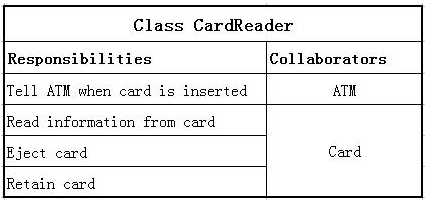 Class CardReader
Responsibilities Collaborators
Tell ATM when card is inserted ATM
Read information from card
Eject card Card
Retain card